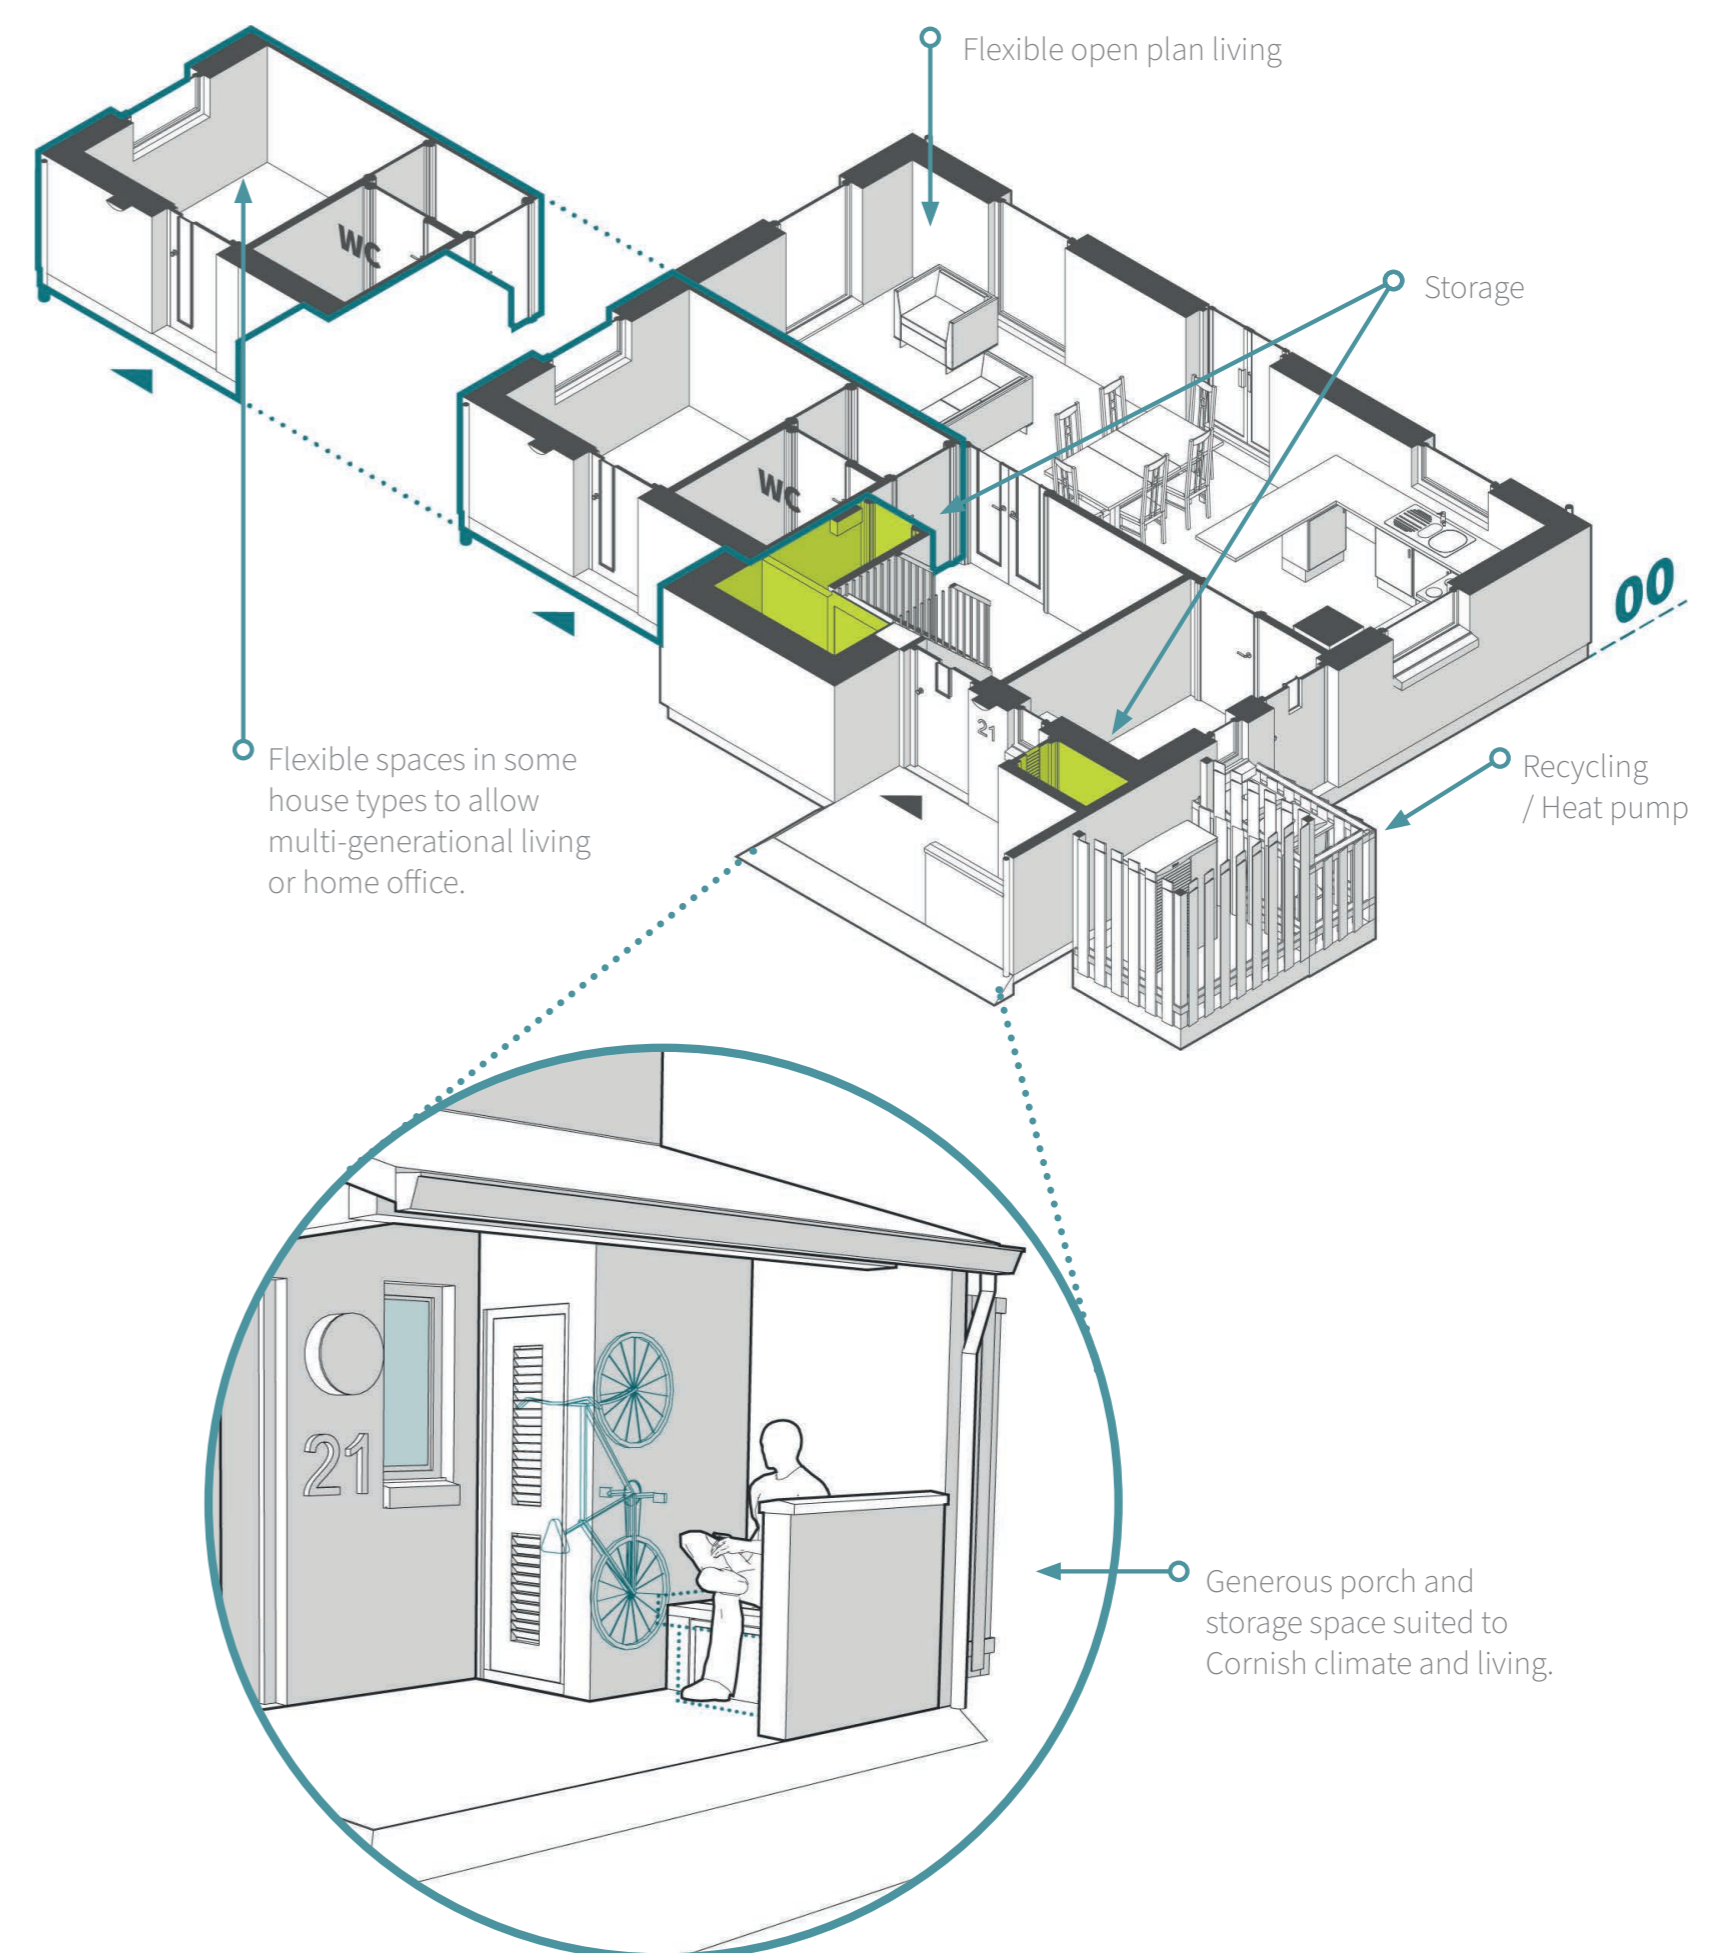 Flexible open plan living
Storage
WC
WC
00
21
Flexible spaces in some
house types to allow
multi-generational living
or home office.
Recycling
/ Heat pump
21
Generous porch and
storage space suited to
Cornish climate and living.